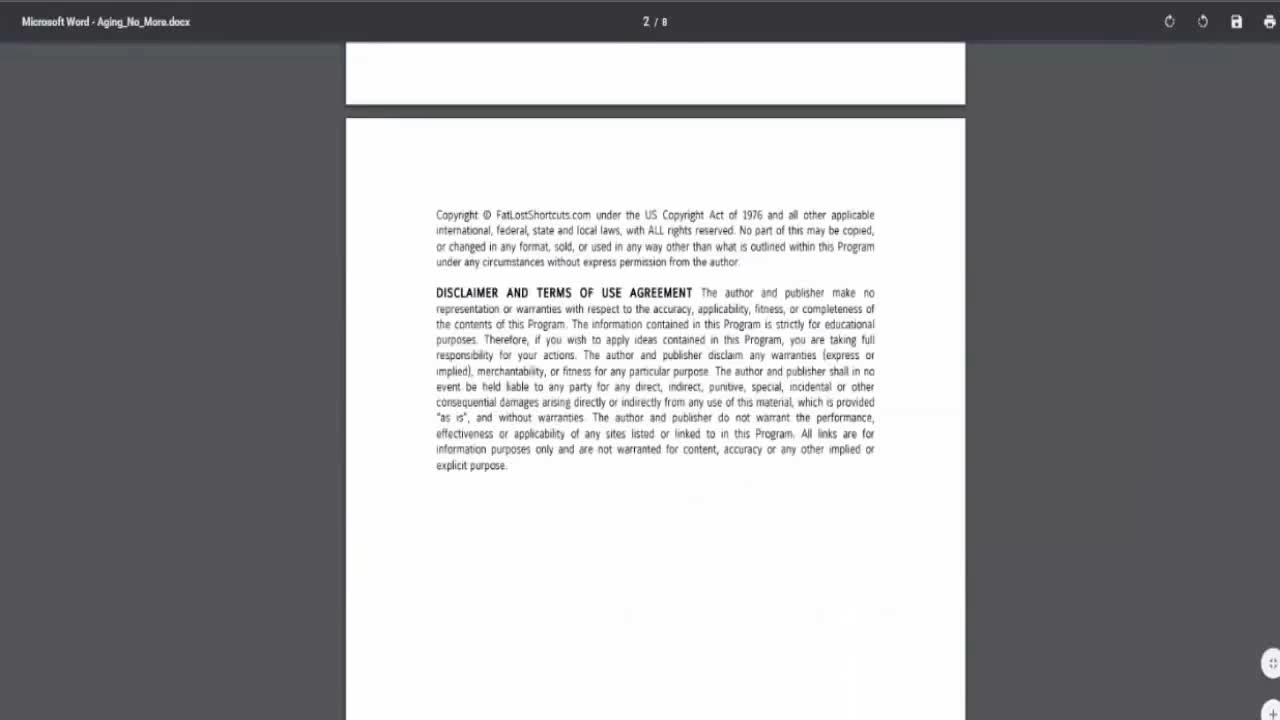 Microsoft Word - Aging_No_More.docx
2 / 8
Copyright © FatLostShortcuts.com under the US Copyright Act of 1976 and all other applicable
international, federal, state and local laws, with ALL rights reserved. No part of this may be copied,
or changed in any format, sold, or used in any way other than what is outlined within this Program
under any circumstances without express permission from the author.
DISCLAIMER AND TERMS OF USE AGREEMENT The author and publisher make no
representation or warranties with respect to the accuracy, applicability, fitness, or completeness of
the contents of this Program. The information contained in this Program is strictly for educational
purposes. Therefore, if you wish to apply ideas contained in this Program, you are taking full
responsibility for your actions. The author and publisher disclaim any warranties (express or
implied), merchantability, or fitness for any particular purpose. The author and publisher shall in no
event be held liable to any party for any direct, indirect, punitive, special, incidental or other
consequential damages arising directly or indirectly from any use of this material, which is provided
"as is", and without warranties. The author and publisher do not warrant the performance,
effectiveness or applicability of any sites listed or linked to in this Program. All links are for
information purposes only and are not warranted for content, accuracy or any other implied or
explicit purpose.